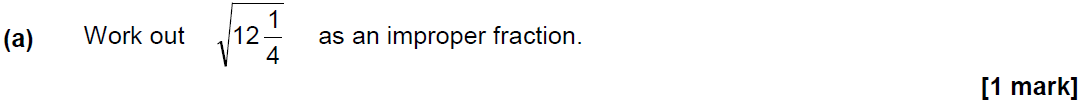 (a) Work out √12 1/4 as an improper fraction.
[1 mark]